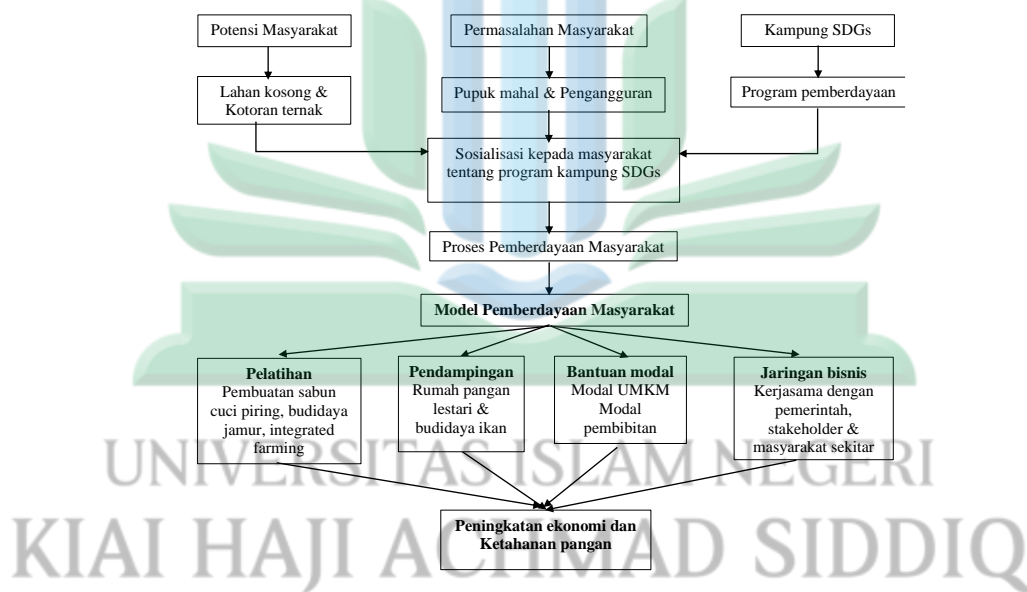 Potensi Masyarakat
Permasalahan Masyarakat
Kampung SDGs
Lahan kosong &
Kotoran ternak
Pupuk mahal & Pengangguran
Program pemberdayaan
Sosialisasi kepada masyarakat
tentang program kampung SDGs
Proses Pemberdayaan Masyarakat
Model Pemberdayaan Masyarakat
Pelatihan
Pembuatan sabun
cuci piring, budidaya
jamur, integrated
farming
Pendampingan
Rumah pangan
lestari &
budidaya ikan
Bantuan modal
Modal UMKM
Modal
pembibitan
Jaringan bisnis
Kerjasama dengan
pemerintah,
stakeholder &
masyarakat sekitar
UNIVERSITAS ISLAM NEGERI
Peningkatan ekonomi dan
Ketahanan pangan
KIAI HAJI ACHMAD SIDDIQ